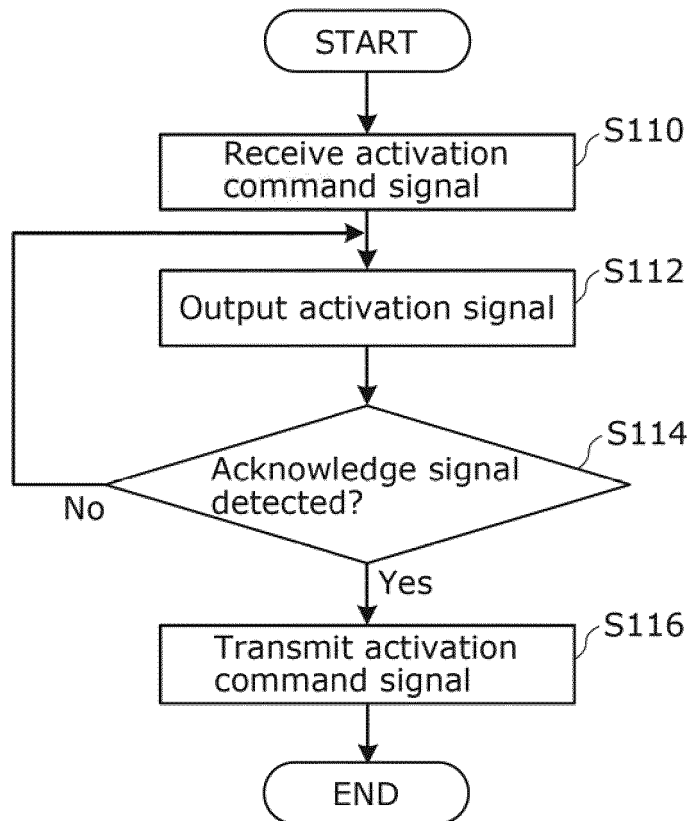 START
S110
Receive activation
command signal
S112
Output activation signal
S114
Acknowledge signal
detected?
No
Yes
S116
Transmit activation
command signal
END